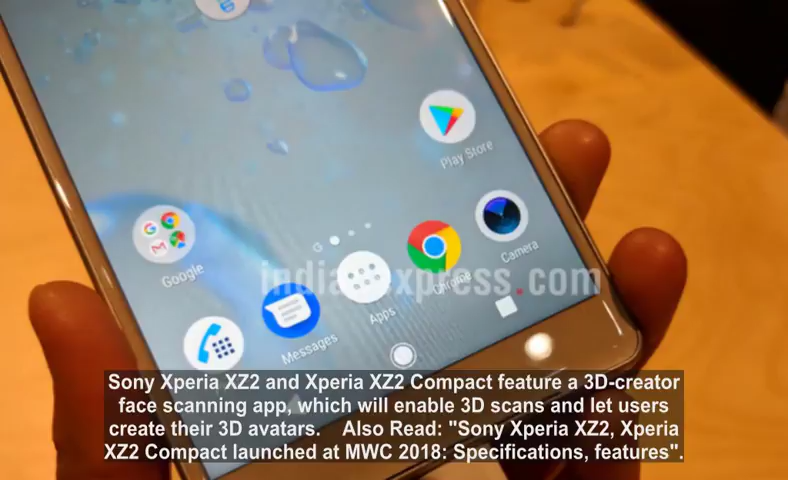 Play Store
Google
Camera
Chrome
Apps
Messages
indianexpress.com
Sony Xperia XZ2 and Xperia XZ2 Compact feature a 3D-creator
face scanning app, which will enable 3D scans and let users
create their 3D avatars. Also Read: "Sony Xperia XZ2, Xperia
XZ2 Compact launched at MWC 2018: Specifications, features".